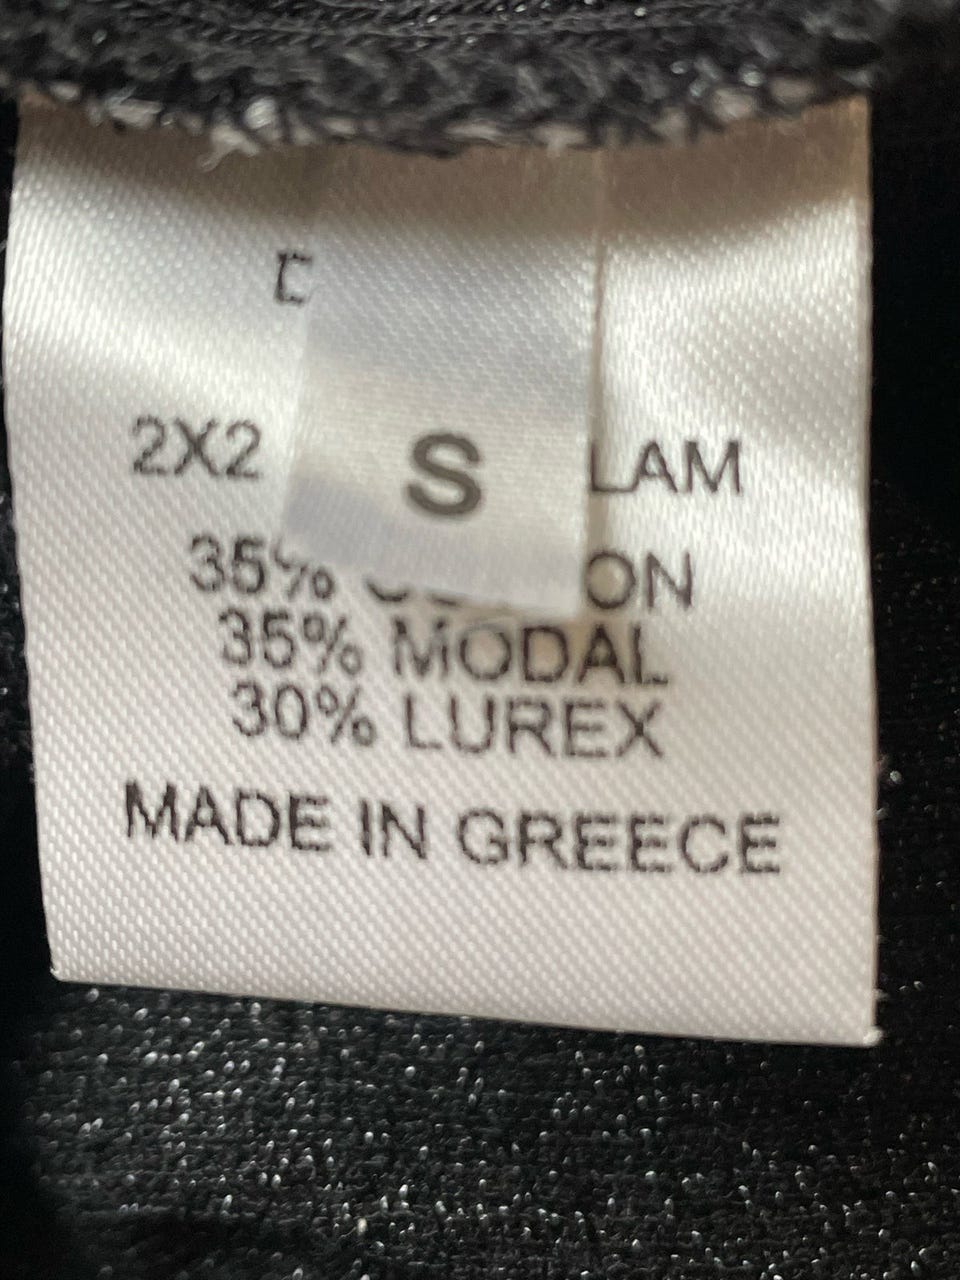 S
2X2 LAM
35% ON
35% MODAL
30% LUREX
MADE IN GREECE